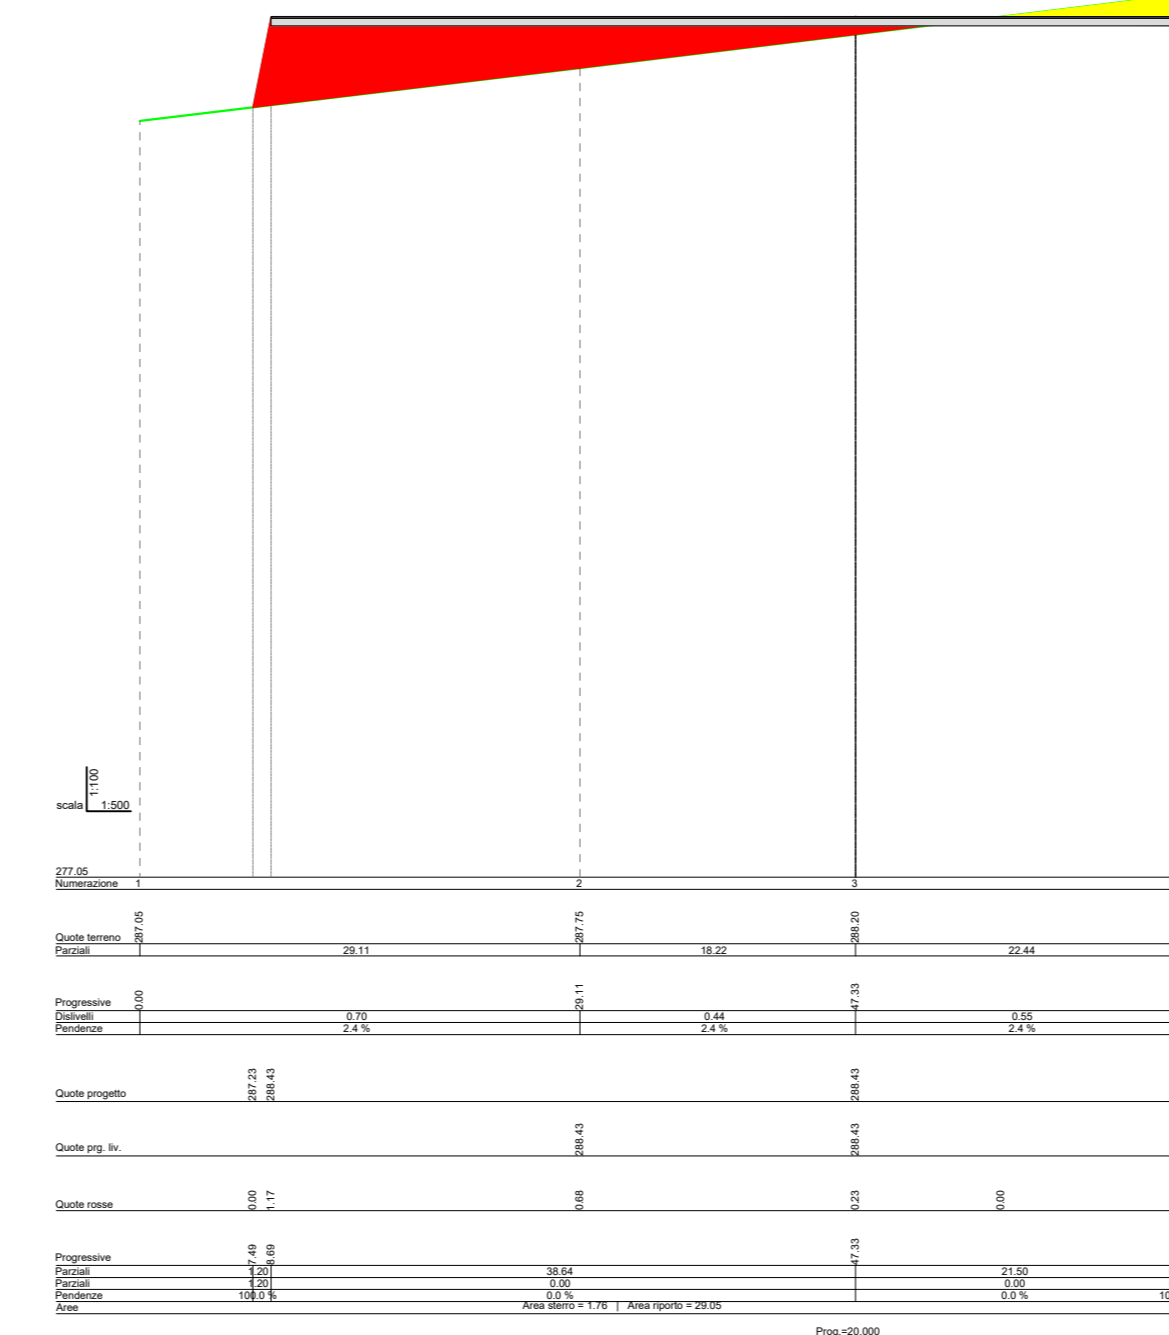 1:100
scala 1:500
277.05
Numerazione 1 2 3
Quote terreno 287.05 287.75 288.20
Parziali 29.11 18.22 22.44
Progressive 0.00 29.11 47.33
Dislivelli 0.70 0.44 0.55
Pendenze 2.4 % 2.4 % 2.4 %
Quote progetto 287.23 288.43 288.43
Quote prg. liv. 288.43 288.43
Quote rosse 0.00 1.17 0.68 0.23 0.00
Progressive 7.49 8.69 47.33
Parziali 1.20 38.64 21.50
Parziali 1.20 0.00 0.00
Pendenze 100.0 % 0.0 % 0.0 % 10
Aree Area sterro = 1.76 | Area riporto = 29.05
Prog.=20.000